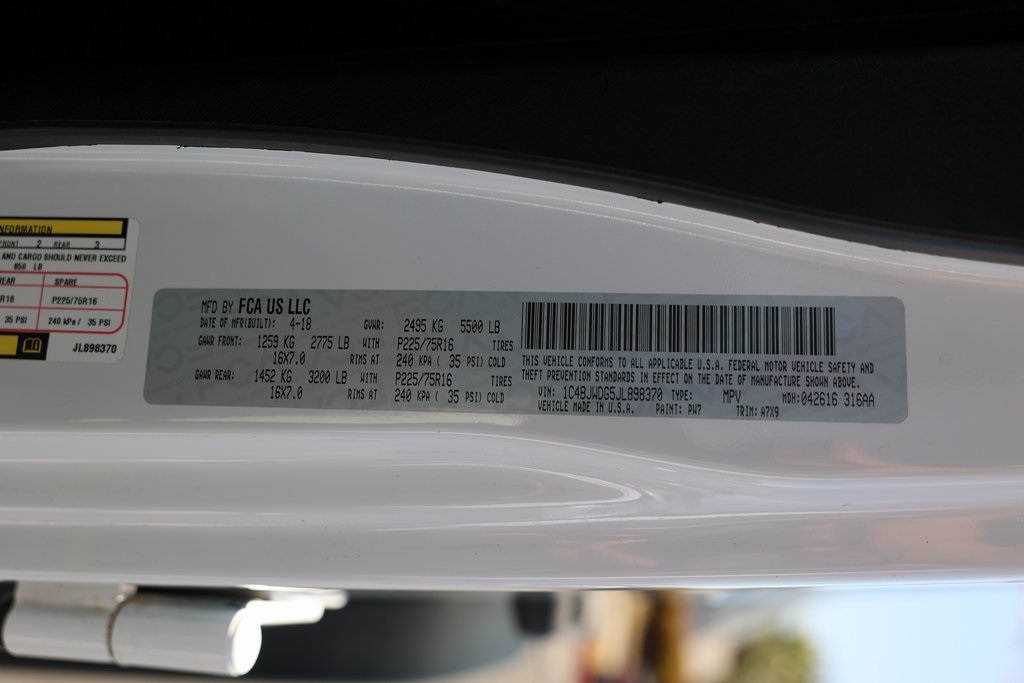 NFORMATION
FRONT 2 REAR 3
AND CARGO SHOULD NEVER EXCEED
850 LB
REAR SPARE
R16 P225/75R16
35 PSI 240 kPa / 35 PSI
JL898370
MFD BY FCA US LLC
DATE OF MFR(BUILT): 4-18 GVWR: 2495 KG 5500 LB
GAWR FRONT: 1259 KG 2775 LB WITH P225/75R16 TIRES
16X7.0 RIMS AT 240 KPA ( 35 PSI) COLD
GAWR REAR: 1452 KG 3200 LB WITH P225/75R16 TIRES
16X7.0 RIMS AT 240 KPA ( 35 PSI) COLD
THIS VEHICLE CONFORMS TO ALL APPLICABLE U.S.A. FEDERAL MOTOR VEHICLE SAFETY AND
THEFT PREVENTION STANDARDS IN EFFECT ON THE DATE OF MANUFACTURE SHOWN ABOVE.
VIN: 1C4BJWDG5JL898370 TYPE: MPV MDH: 042616 316AA
VEHICLE MADE IN U.S.A. PAINT: PW7 TRIM: A7X9